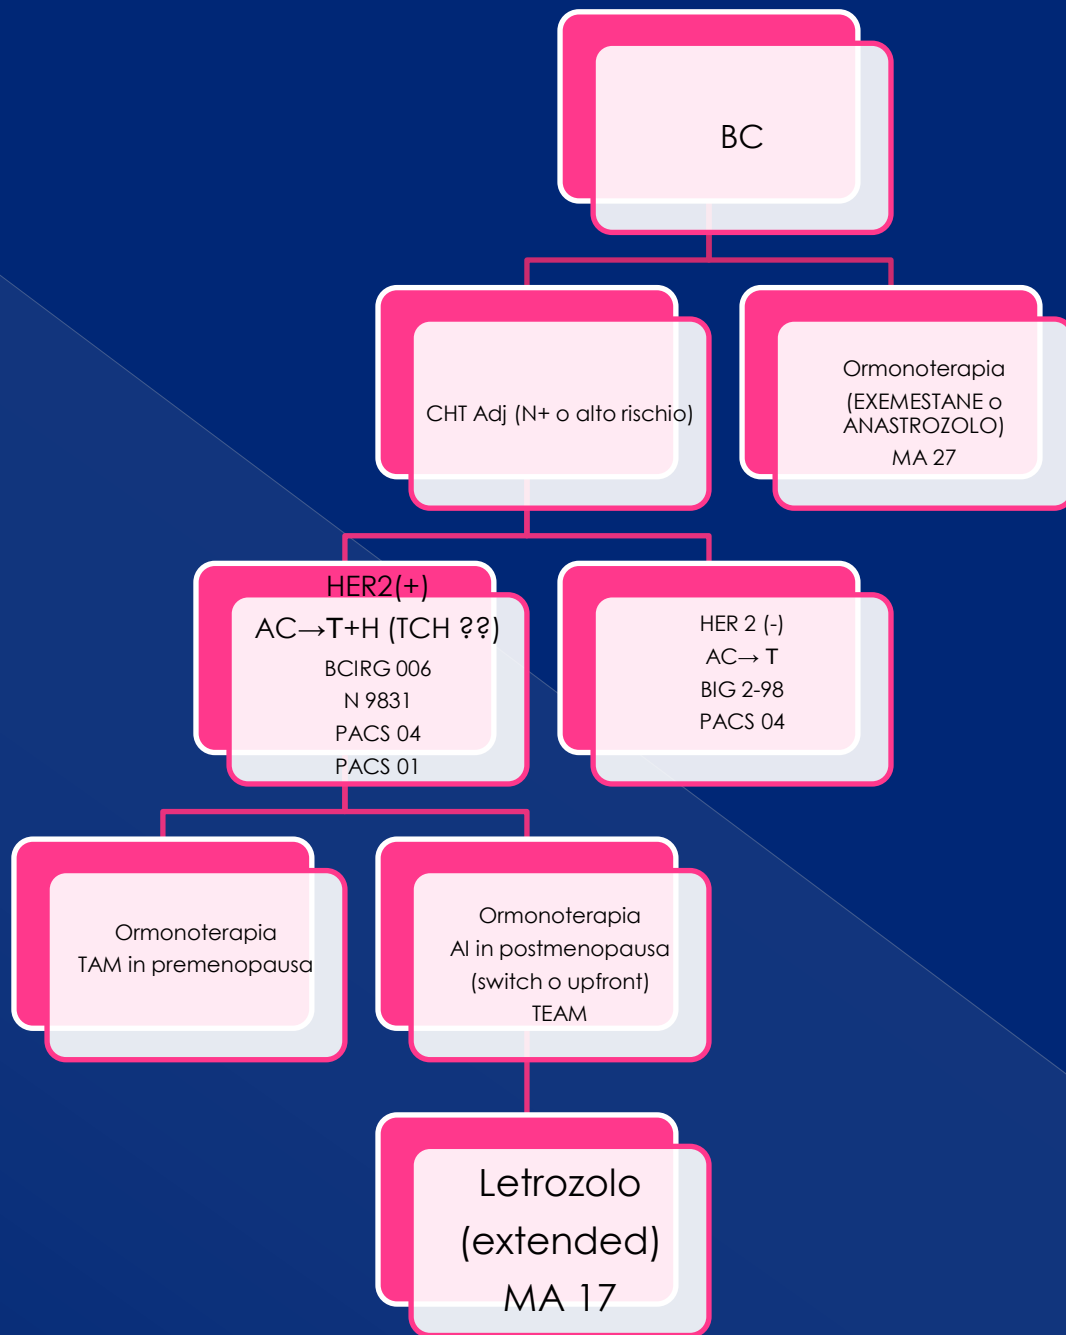 BC
CHT Adj (N+ o alto rischio)
Ormonoterapia
(EXEMESTANE o
ANASTROZOLO)
MA 27
HER2(+)
AC→T+H (TCH ??)
BCIRG 006
N 9831
PACS 04
PACS 01
HER 2 (-)
AC→ T
BIG 2-98
PACS 04
Ormonoterapia
TAM in premenopausa
Ormonoterapia
AI in postmenopausa
(switch o upfront)
TEAM
Letrozolo
(extended)
MA 17